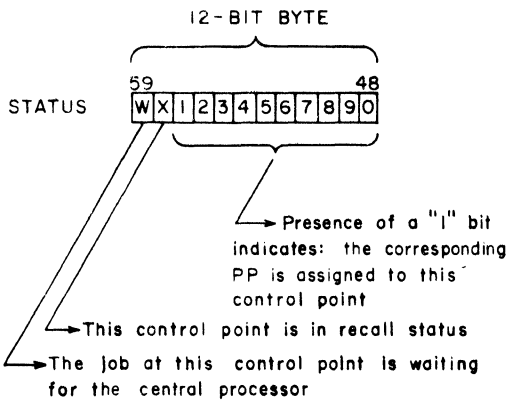 12-BIT BYTE
59 48
STATUS W X 1 2 3 4 5 6 7 8 9 0
Presence of a "1" bit
indicates: the corresponding
PP is assigned to this
control point
This control point is in recall status
The job at this control point is waiting
for the central processor